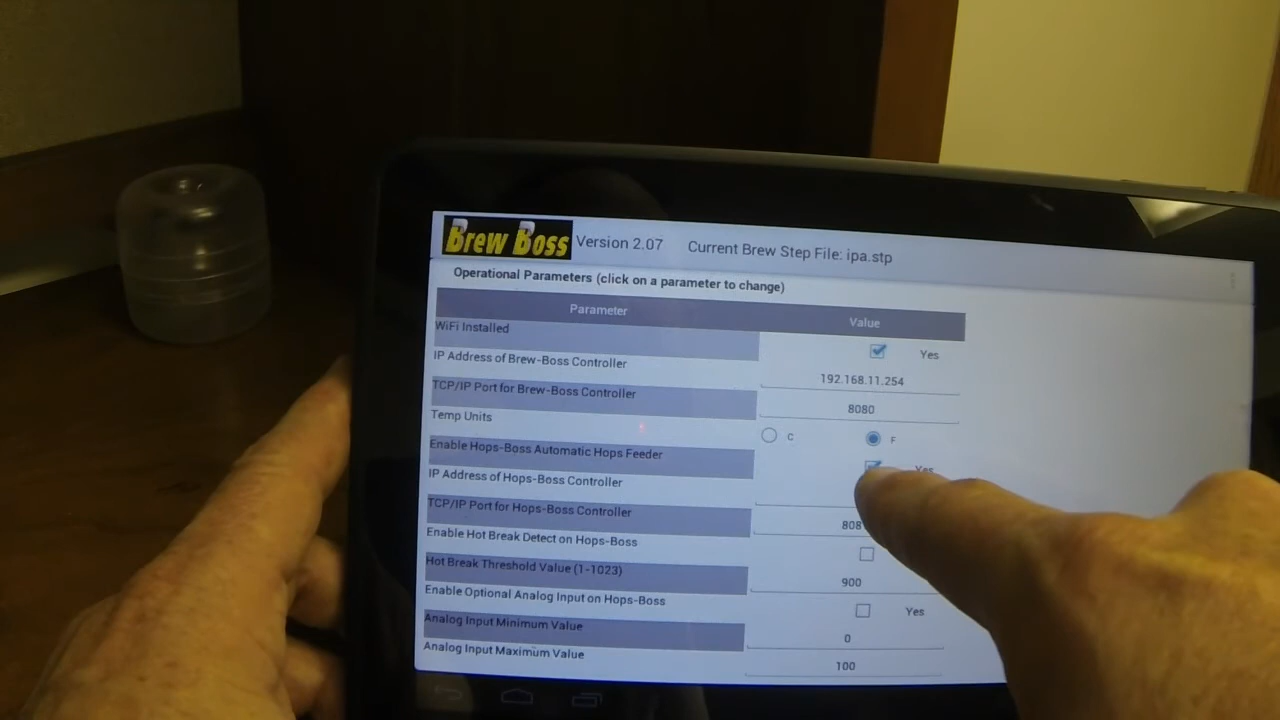 Brew Boss Version 2.07 Current Brew Step File: ipa.stp
Operational Parameters (click on a parameter to change)
Parameter Value
WiFi Installed Yes
IP Address of Brew-Boss Controller 192.168.11.254
TCP/IP Port for Brew-Boss Controller 8080
Temp Units C F
Enable Hops-Boss Automatic Hops Feeder Yes
IP Address of Hops-Boss Controller
TCP/IP Port for Hops-Boss Controller 808
Enable Hot Break Detect on Hops-Boss
Hot Break Threshold Value (1-1023) 900
Enable Optional Analog Input on Hops-Boss Yes
Analog Input Minimum Value 0
Analog Input Maximum Value 100